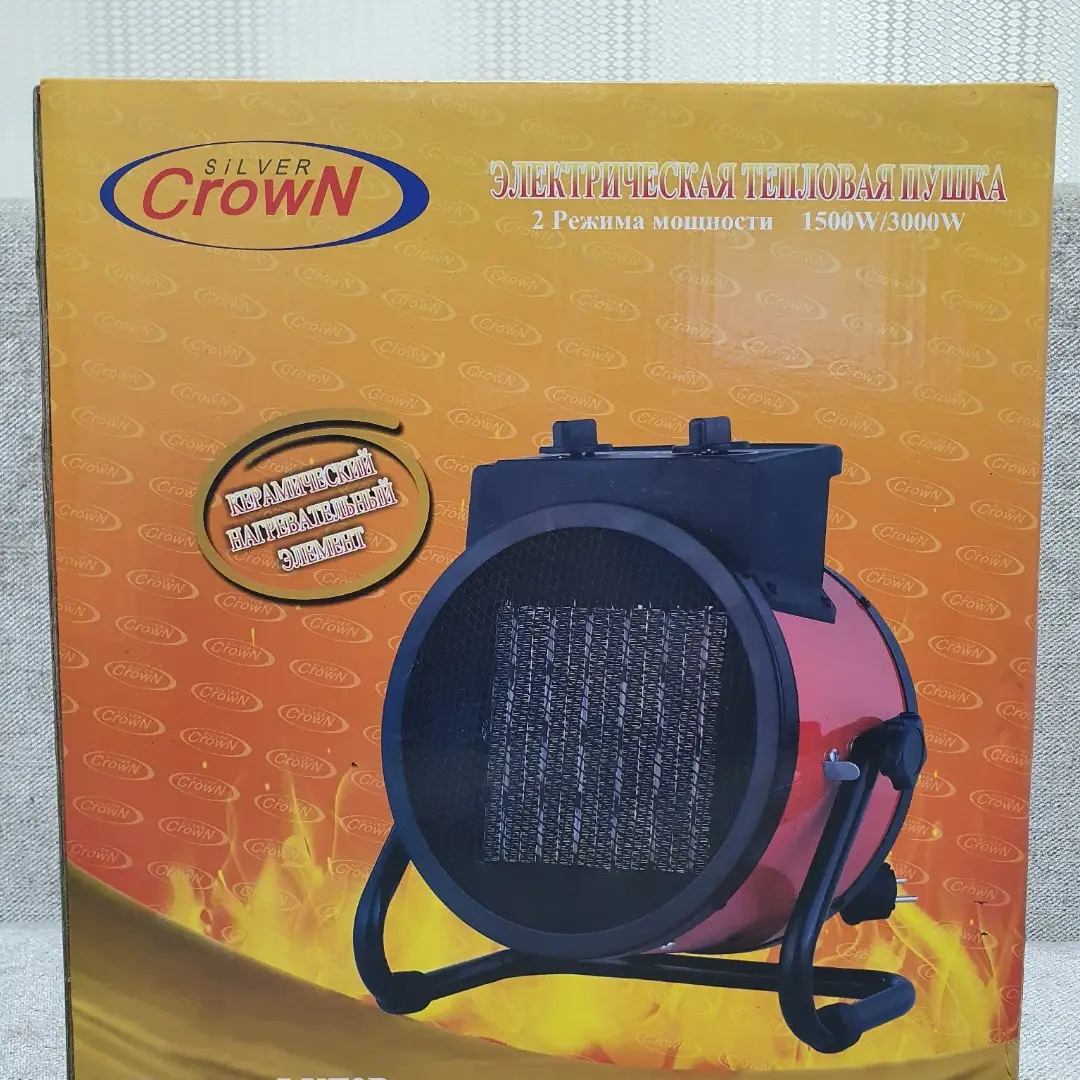 SiLVER
CrowN
ЭЛЕКТРИЧЕСКАЯ ТЕПЛОВАЯ ПУШКА
2 Режима мощности 1500W/3000W
КЕРАМИЧЕСКИЙ
НАГРЕВАТЕЛЬНЫЙ
ЭЛЕМЕНТ